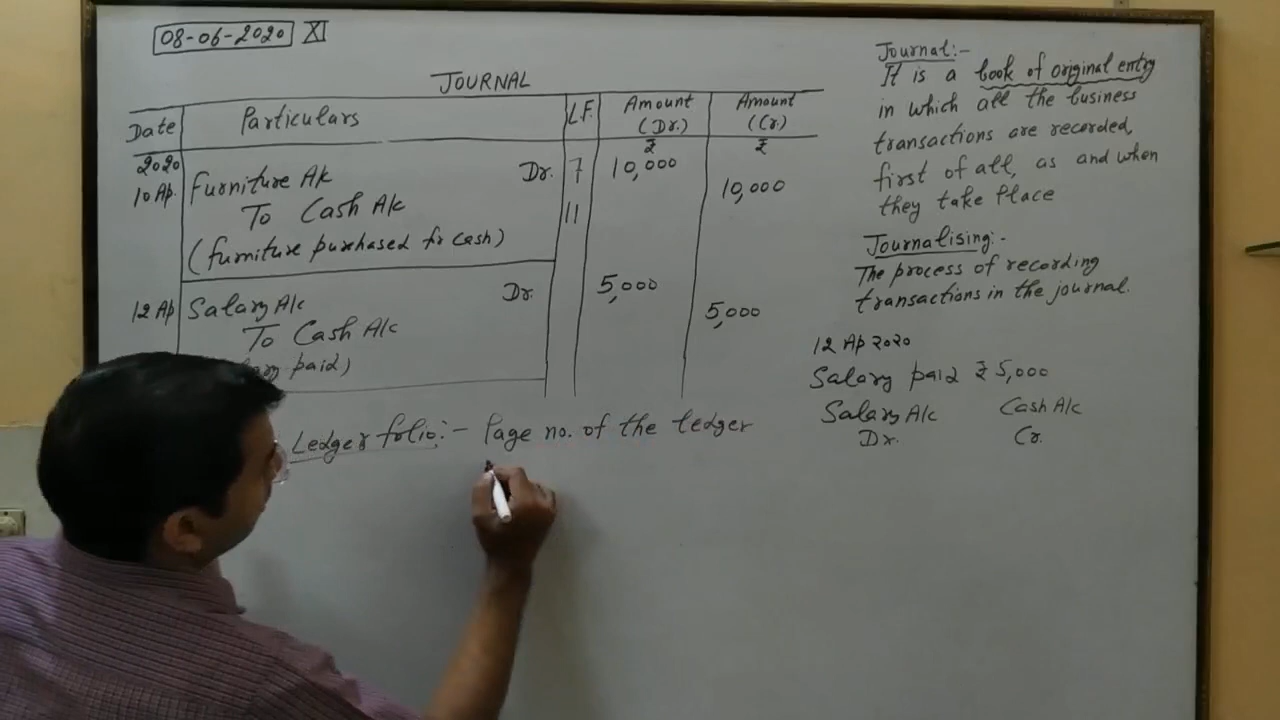 08-06-2020 XI
JOURNAL
Date Particulars L.F. Amount (Dr.) Amount (Cr.)
₹ ₹
2020
10 Ap. Furniture A/c Dr. 7 10,000
To Cash A/c 11 10,000
(furniture purchased for cash)
12 Ap Salary A/c Dr. 5,000
To Cash A/c 5,000
paid)
Ledger folio:- Page no. of the ledger
Journal:-
It is a book of original entry
in which all the business
transactions are recorded,
first of all, as and when
they take place
Journalising:-
The process of recording
transactions in the journal.
12 Ap 2020
Salary paid ₹ 5,000
Salary A/c Cash A/c
Dr. Cr.